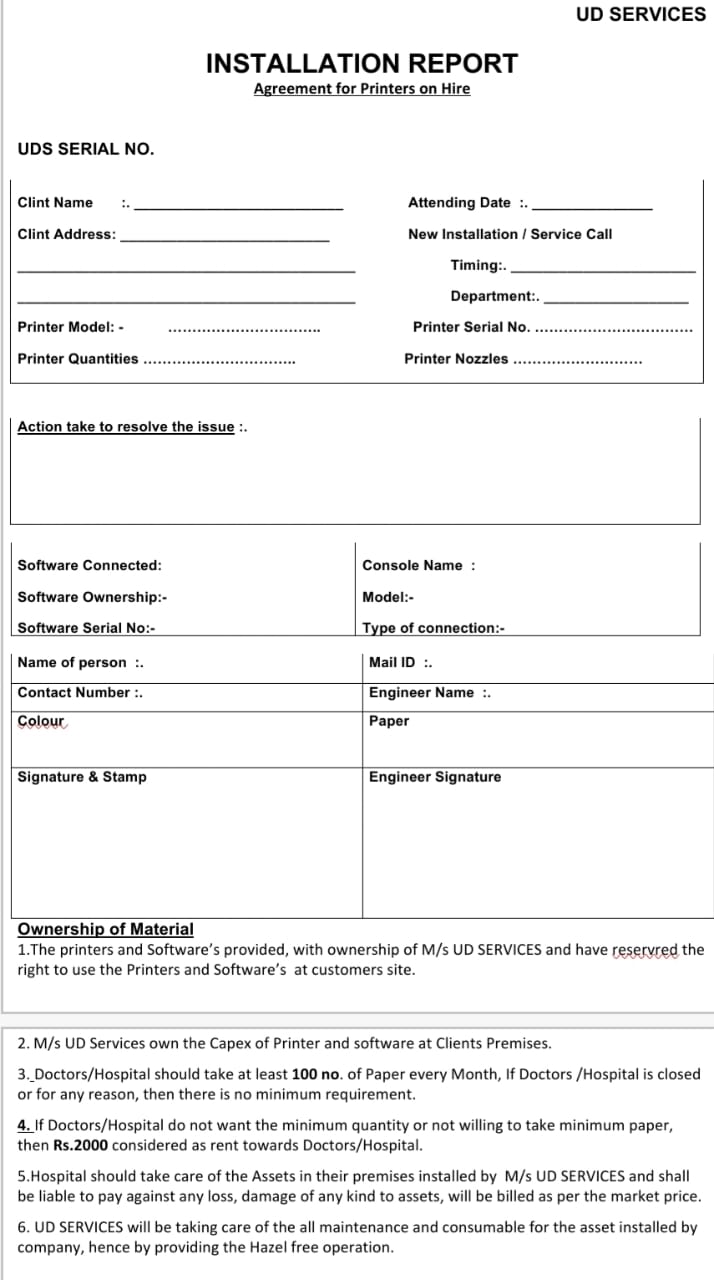 UD SERVICES
INSTALLATION REPORT
Agreement for Printers on Hire
UDS SERIAL NO.
Clint Name :. __________________________ Attending Date :. _______________
Clint Address: __________________________ New Installation / Service Call
__________________________________________ Timing:. _______________________
__________________________________________ Department:. __________________
Printer Model: - ................................ Printer Serial No. .................................
Printer Quantities ................................ Printer Nozzles ...........................
Action take to resolve the issue :.
Software Connected: Console Name :
Software Ownership:- Model:-
Software Serial No:- Type of connection:-
Name of person :. Mail ID :.
Contact Number :. Engineer Name :.
Colour Paper
Signature & Stamp Engineer Signature
Ownership of Material
1.The printers and Software’s provided, with ownership of M/s UD SERVICES and have reservred the
right to use the Printers and Software’s at customers site.
2. M/s UD Services own the Capex of Printer and software at Clients Premises.
3. Doctors/Hospital should take at least 100 no. of Paper every Month, If Doctors /Hospital is closed
or for any reason, then there is no minimum requirement.
4. If Doctors/Hospital do not want the minimum quantity or not willing to take minimum paper,
then Rs.2000 considered as rent towards Doctors/Hospital.
5.Hospital should take care of the Assets in their premises installed by M/s UD SERVICES and shall
be liable to pay against any loss, damage of any kind to assets, will be billed as per the market price.
6. UD SERVICES will be taking care of the all maintenance and consumable for the asset installed by
company, hence by providing the Hazel free operation.